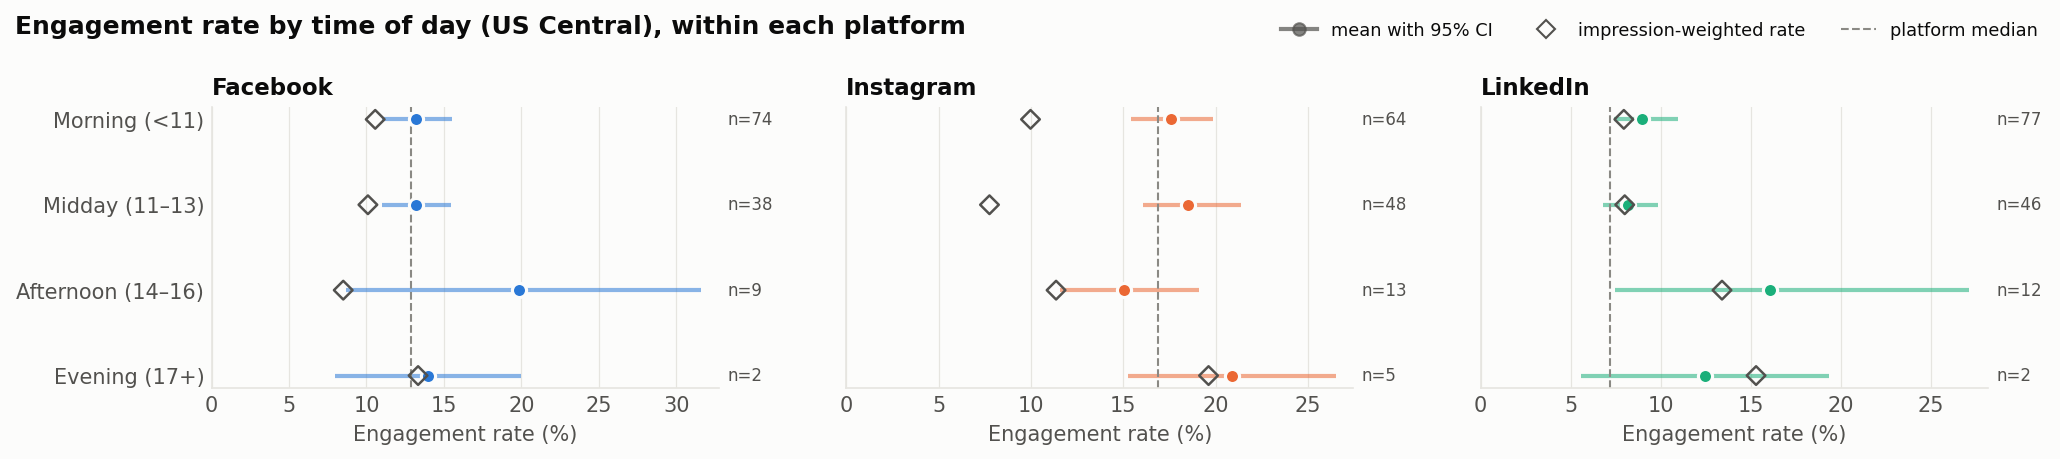 Engagement rate by time of day (US Central), within each platform
mean with 95% CI
impression-weighted rate
platform median
Facebook
Instagram
LinkedIn
Morning (<11)
n=74
n=64
n=77
Midday (11–13)
n=38
n=48
n=46
Afternoon (14–16)
n=9
n=13
n=12
Evening (17+)
n=2
n=5
n=2
0 5 10 15 20 25 30
0 5 10 15 20 25
0 5 10 15 20 25
Engagement rate (%)
Engagement rate (%)
Engagement rate (%)